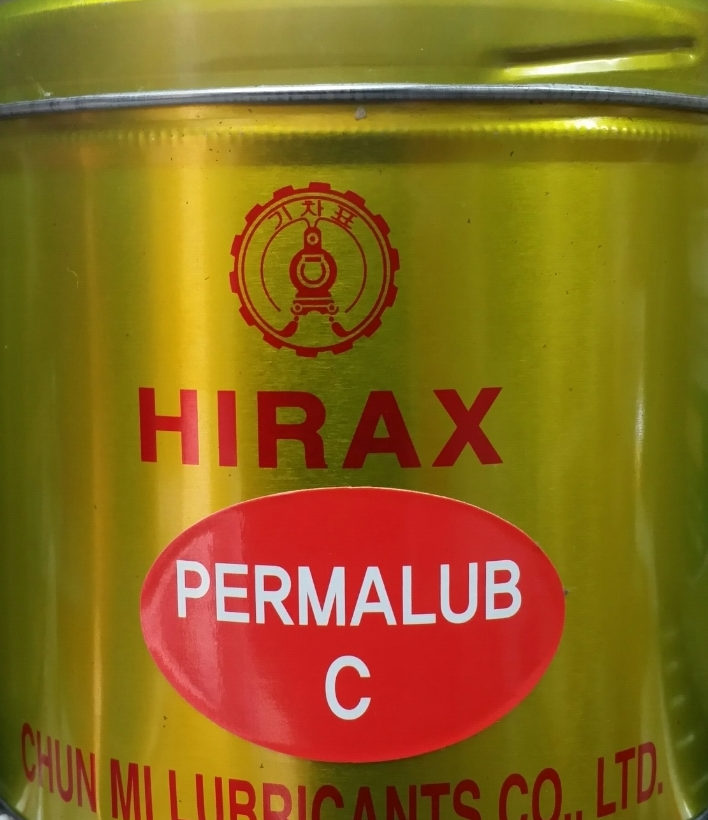 기차표
HIRAX
PERMALUB
C
CHUN MI LUBRICANTS CO., LTD.